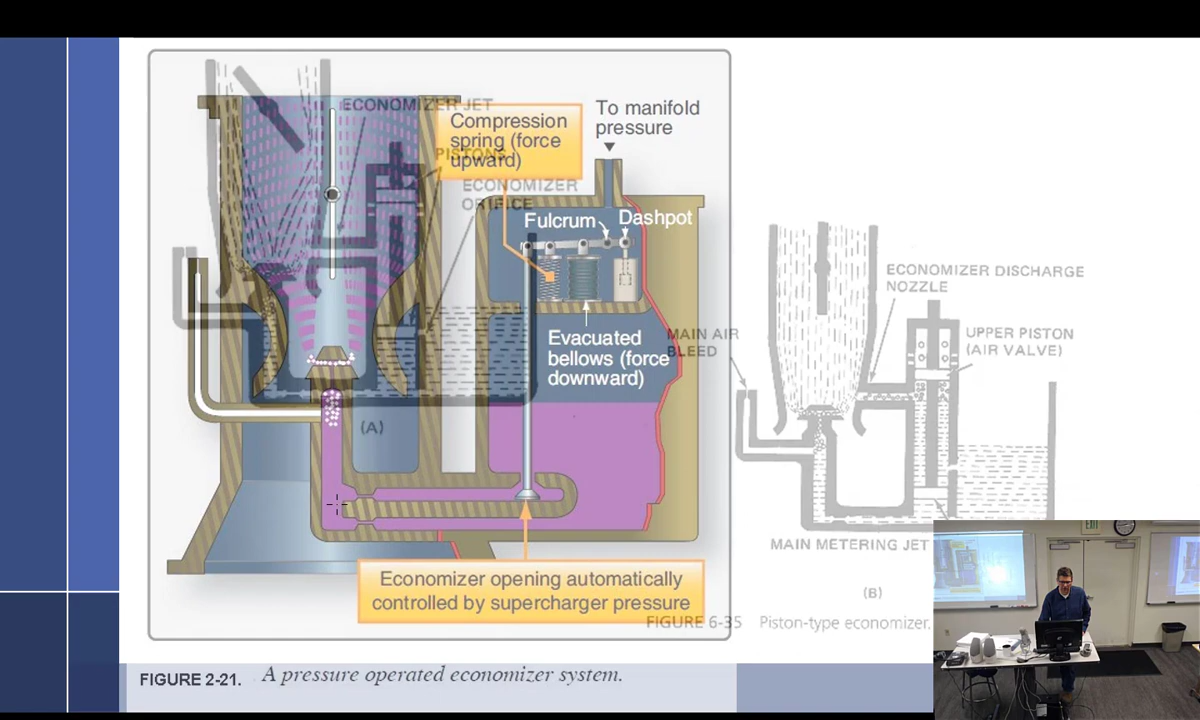 ECONOMIZER JET
Compression
spring (force
upward)
PISTONS
ECONOMIZER
ORIFICE
To manifold
pressure
Fulcrum
Dashpot
Evacuated
bellows (force
downward)
(A)
Economizer opening automatically
controlled by supercharger pressure
MAIN AIR
BLEED
ECONOMIZER DISCHARGE
NOZZLE
UPPER PISTON
(AIR VALVE)
MAIN METERING JET
(B)
FIGURE 6-35 Piston-type economizer.
FIGURE 2-21. A pressure operated economizer system.
EXIT